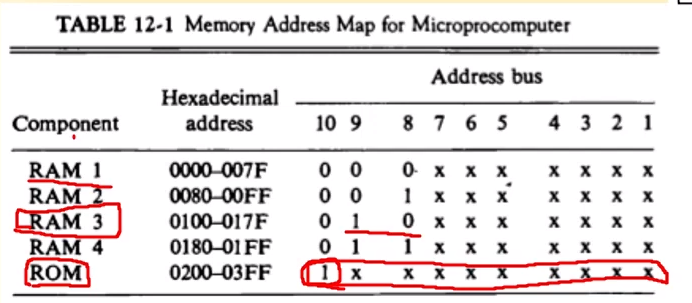 TABLE 12-1 Memory Address Map for Microprocomputer
Address bus
Hexadecimal
Component address 10 9 8 7 6 5 4 3 2 1
RAM 1 0000–007F 0 0 0 x x x x x x x
RAM 2 0080–00FF 0 0 1 x x x x x x x
RAM 3 0100–017F 0 1 0 x x x x x x x
RAM 4 0180–01FF 0 1 1 x x x x x x x
ROM 0200–03FF 1 x x x x x x x x x